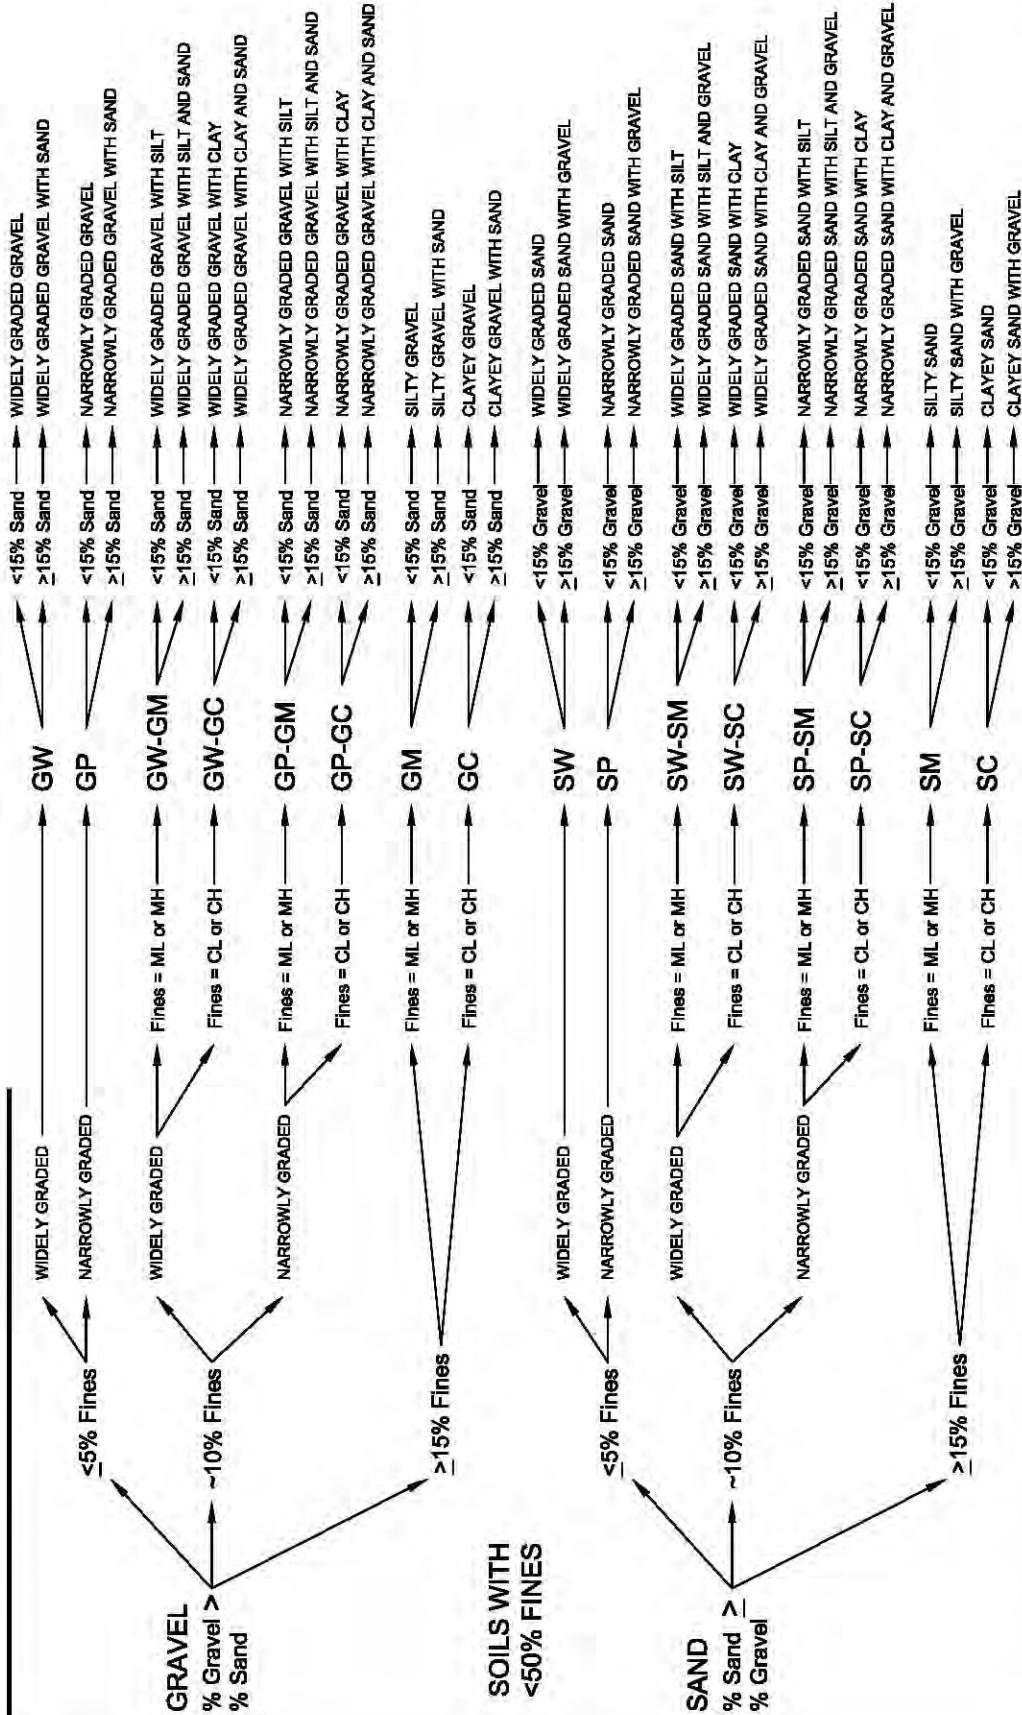 GRAVEL
% Gravel >
% Sand
≤5% Fines
WIDELY GRADED
GW
<15% Sand
WIDELY GRADED GRAVEL
≥15% Sand
WIDELY GRADED GRAVEL WITH SAND
NARROWLY GRADED
GP
<15% Sand
NARROWLY GRADED GRAVEL
≥15% Sand
NARROWLY GRADED GRAVEL WITH SAND
~10% Fines
WIDELY GRADED
Fines = ML or MH
GW-GM
<15% Sand
WIDELY GRADED GRAVEL WITH SILT
≥15% Sand
WIDELY GRADED GRAVEL WITH SILT AND SAND
Fines = CL or CH
GW-GC
<15% Sand
WIDELY GRADED GRAVEL WITH CLAY
≥15% Sand
WIDELY GRADED GRAVEL WITH CLAY AND SAND
NARROWLY GRADED
Fines = ML or MH
GP-GM
<15% Sand
NARROWLY GRADED GRAVEL WITH SILT
≥15% Sand
NARROWLY GRADED GRAVEL WITH SILT AND SAND
Fines = CL or CH
GP-GC
<15% Sand
NARROWLY GRADED GRAVEL WITH CLAY
≥15% Sand
NARROWLY GRADED GRAVEL WITH CLAY AND SAND
≥15% Fines
Fines = ML or MH
GM
<15% Sand
SILTY GRAVEL
≥15% Sand
SILTY GRAVEL WITH SAND
Fines = CL or CH
GC
<15% Sand
CLAYEY GRAVEL
≥15% Sand
CLAYEY GRAVEL WITH SAND
SOILS WITH
<50% FINES
SAND
% Sand ≥
% Gravel
≤5% Fines
WIDELY GRADED
SW
<15% Gravel
WIDELY GRADED SAND
≥15% Gravel
WIDELY GRADED SAND WITH GRAVEL
NARROWLY GRADED
SP
<15% Gravel
NARROWLY GRADED SAND
≥15% Gravel
NARROWLY GRADED SAND WITH GRAVEL
~10% Fines
WIDELY GRADED
Fines = ML or MH
SW-SM
<15% Gravel
WIDELY GRADED SAND WITH SILT
≥15% Gravel
WIDELY GRADED SAND WITH SILT AND GRAVEL
Fines = CL or CH
SW-SC
<15% Gravel
WIDELY GRADED SAND WITH CLAY
≥15% Gravel
WIDELY GRADED SAND WITH CLAY AND GRAVEL
NARROWLY GRADED
Fines = ML or MH
SP-SM
<15% Gravel
NARROWLY GRADED SAND WITH SILT
≥15% Gravel
NARROWLY GRADED SAND WITH SILT AND GRAVEL
Fines = CL or CH
SP-SC
<15% Gravel
NARROWLY GRADED SAND WITH CLAY
≥15% Gravel
NARROWLY GRADED SAND WITH CLAY AND GRAVEL
≥15% Fines
Fines = ML or MH
SM
<15% Gravel
SILTY SAND
≥15% Gravel
SILTY SAND WITH GRAVEL
Fines = CL or CH
SC
<15% Gravel
CLAYEY SAND
≥15% Gravel
CLAYEY SAND WITH GRAVEL